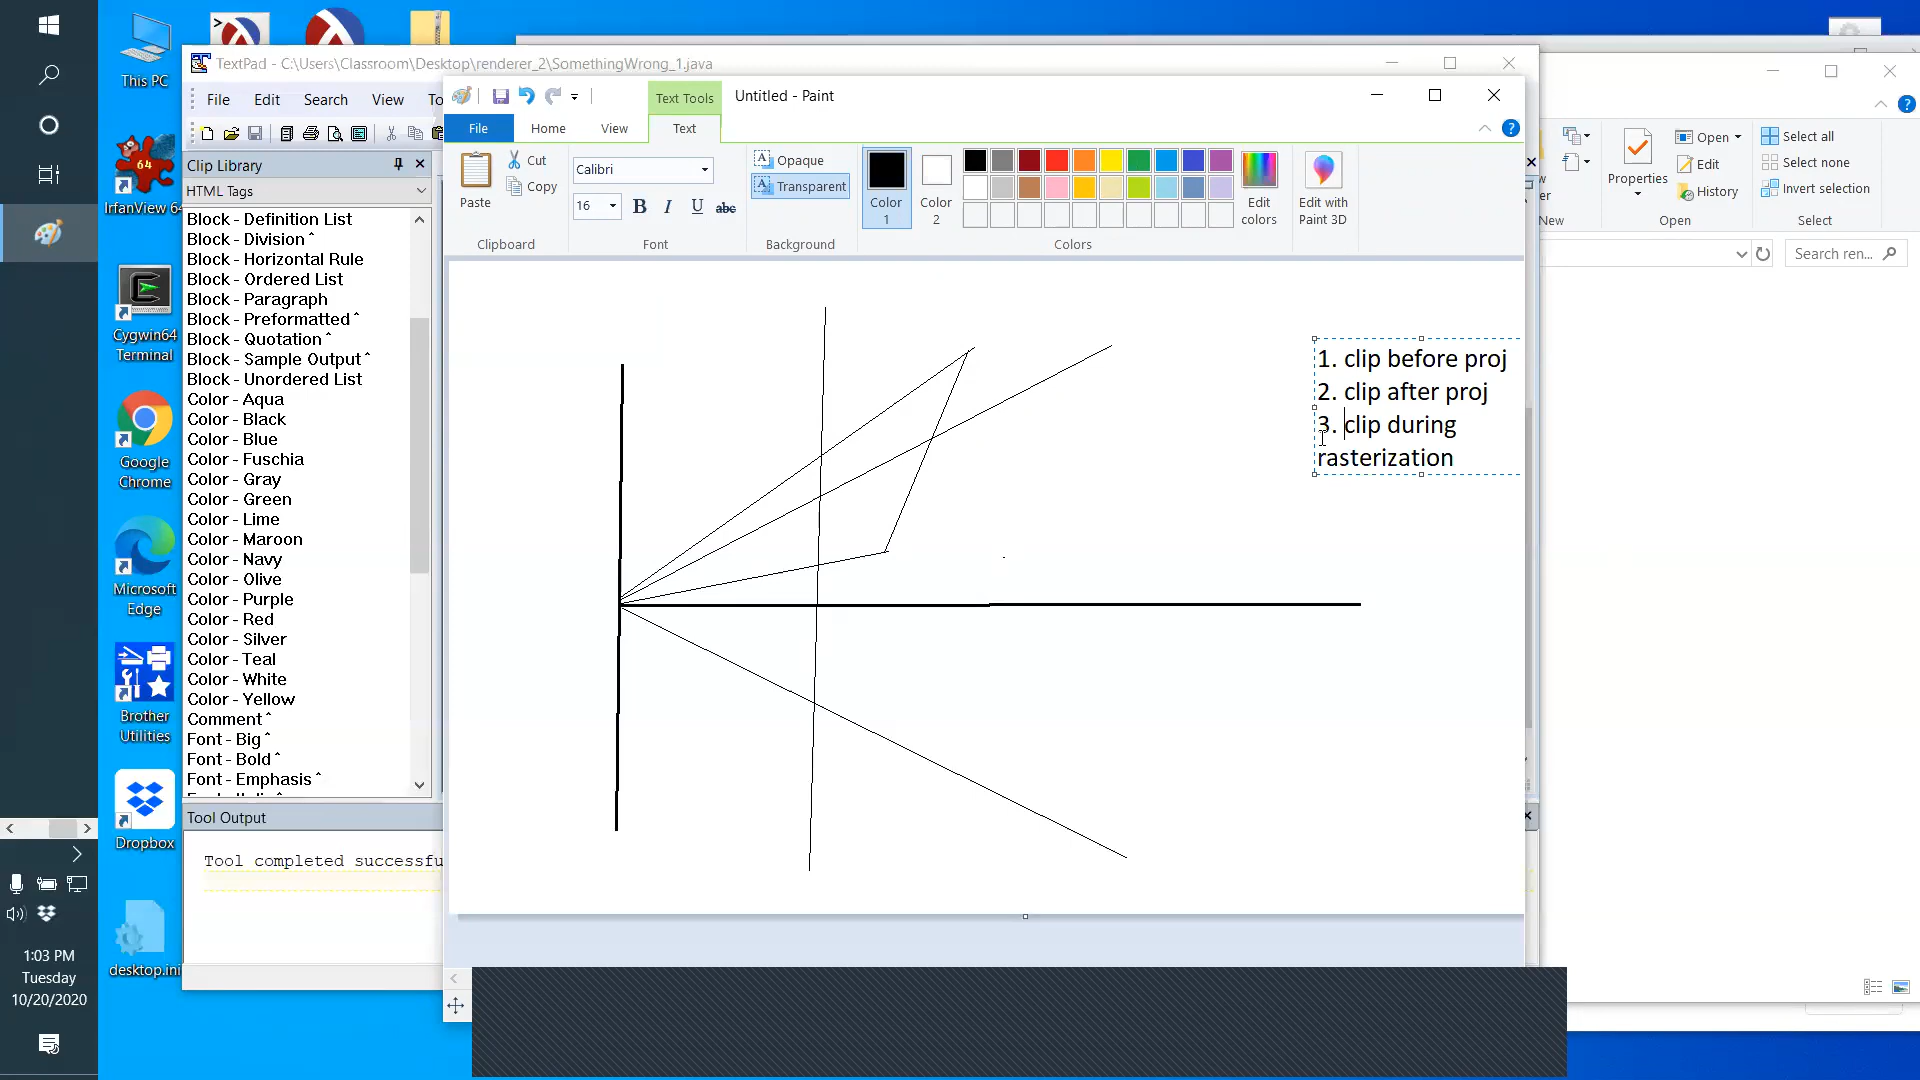 This PC
TextPad - C:\Users\Classroom\Desktop\renderer_2\SomethingWrong_1.java
File Edit Search View To
Clip Library
HTML Tags
Block - Definition List
Block - Division ^
Block - Horizontal Rule
Block - Ordered List
Block - Paragraph
Block - Preformatted ^
Block - Quotation ^
Block - Sample Output ^
Block - Unordered List
Color - Aqua
Color - Black
Color - Blue
Color - Fuschia
Color - Gray
Color - Green
Color - Lime
Color - Maroon
Color - Navy
Color - Olive
Color - Purple
Color - Red
Color - Silver
Color - Teal
Color - White
Color - Yellow
Comment ^
Font - Big ^
Font - Bold ^
Font - Emphasis ^
Tool Output
Tool completed successfu
64
IrfanView 64
Cygwin64
Terminal
Google
Chrome
Microsoft
Edge
Brother
Utilities
Dropbox
desktop.ini
1:03 PM
Tuesday
10/20/2020
Text Tools
Untitled - Paint
File Home View Text
Paste
Cut
Copy
Clipboard
Calibri
16 B I U abc
Font
Opaque
Transparent
Background
Color
1
Color
2
Edit
colors
Colors
Edit with
Paint 3D
1. clip before proj
2. clip after proj
3. clip during
rasterization
Properties
Open
Edit
History
Open
Select all
Select none
Invert selection
Select
New
Search ren...